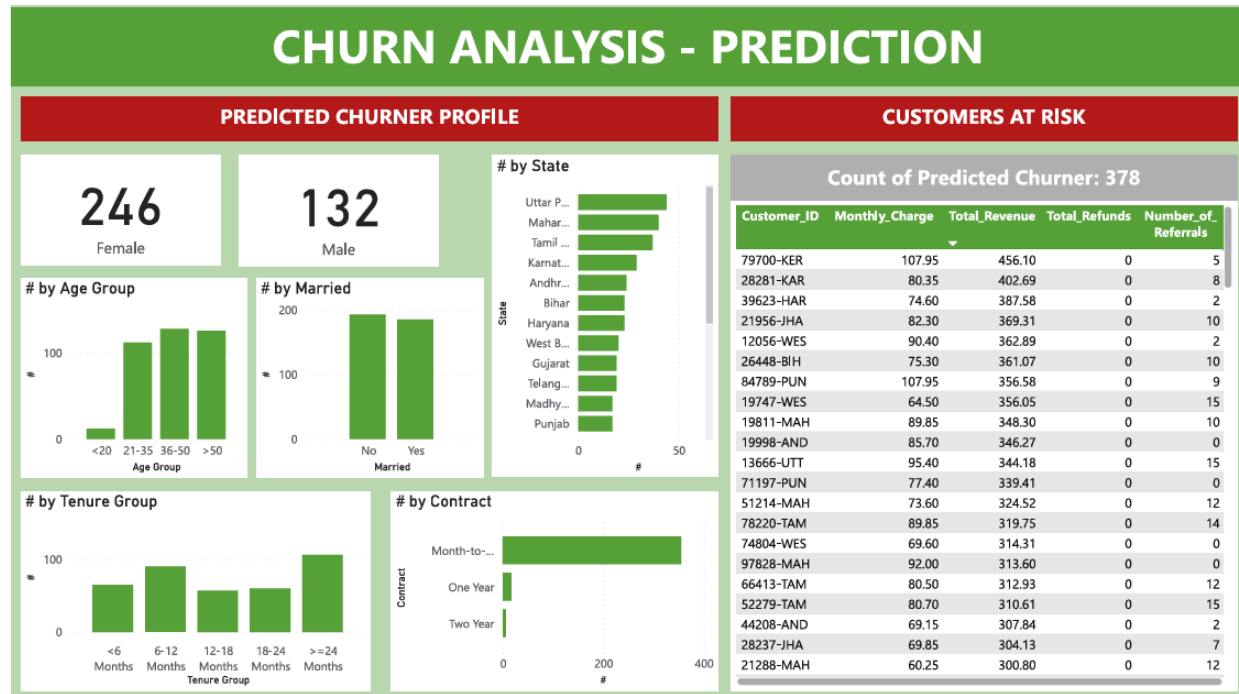 CHURN ANALYSIS - PREDICTION
PREDİCTED CHURNER PROFİLE
246
Female
132
Male
# by State
Uttar P...
Mahar...
Tamil ...
Karnat...
Andhr...
Bihar
Haryana
West B...
Gujarat
Telang...
Madhy...
Punjab
State
0 50
#
# by Age Group
100
0
#
<20 21-35 36-50 >50
Age Group
# by Married
200
100
0
#
No Yes
Married
# by Tenure Group
100
0
#
<6 Months 6-12 Months 12-18 Months 18-24 Months >=24 Months
Tenure Group
# by Contract
Month-to-...
One Year
Two Year
Contract
0 200 400
#
CUSTOMERS AT RİSK
Count of Predicted Churner: 378
Customer_ID Monthly_Charge Total_Revenue Total_Refunds Number_of_
Referrals
79700-KER 107.95 456.10 0 5
28281-KAR 80.35 402.69 0 8
39623-HAR 74.60 387.58 0 2
21956-JHA 82.30 369.31 0 10
12056-WES 90.40 362.89 0 2
26448-BİH 75.30 361.07 0 10
84789-PUN 107.95 356.58 0 9
19747-WES 64.50 356.05 0 15
19811-MAH 89.85 348.30 0 10
19998-AND 85.70 346.27 0 0
13666-UTT 95.40 344.18 0 15
71197-PUN 77.40 339.41 0 0
51214-MAH 73.60 324.52 0 12
78220-TAM 89.85 319.75 0 14
74804-WES 69.60 314.31 0 0
97828-MAH 92.00 313.60 0 0
66413-TAM 80.50 312.93 0 12
52279-TAM 80.70 310.61 0 15
44208-AND 69.15 307.84 0 2
28237-JHA 69.85 304.13 0 7
21288-MAH 60.25 300.80 0 12